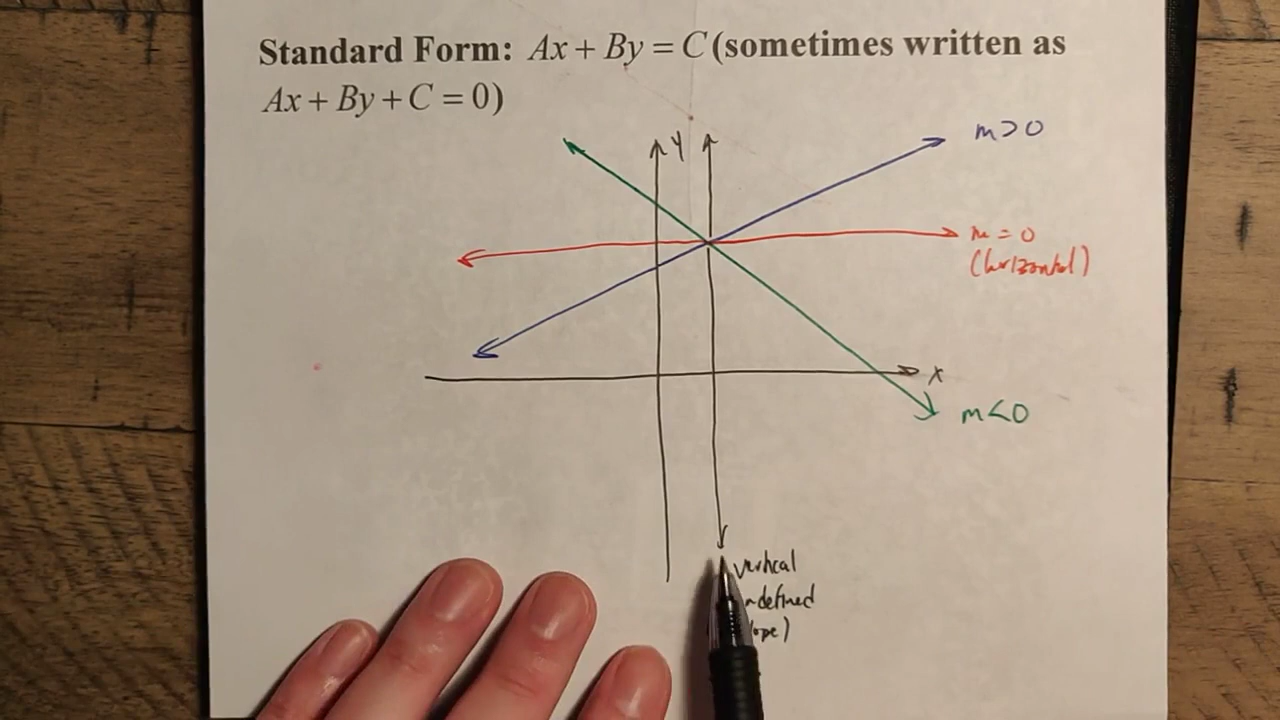 Standard Form: Ax + By = C (sometimes written as
Ax + By + C = 0)
y
m > 0
m = 0
(horizontal)
x
m < 0
vertical